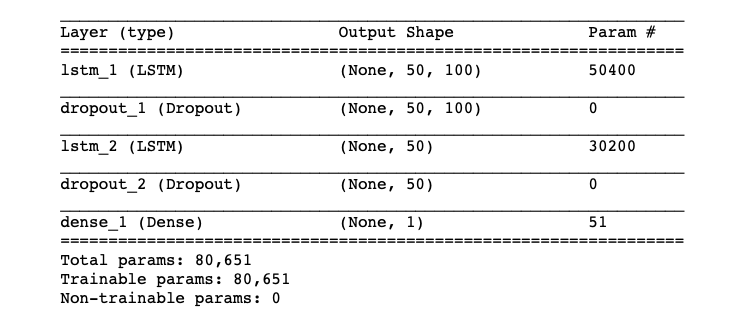 Layer (type) Output Shape Param #
=================================================================
lstm_1 (LSTM) (None, 50, 100) 50400
dropout_1 (Dropout) (None, 50, 100) 0
lstm_2 (LSTM) (None, 50) 30200
dropout_2 (Dropout) (None, 50) 0
dense_1 (Dense) (None, 1) 51
=================================================================
Total params: 80,651
Trainable params: 80,651
Non-trainable params: 0